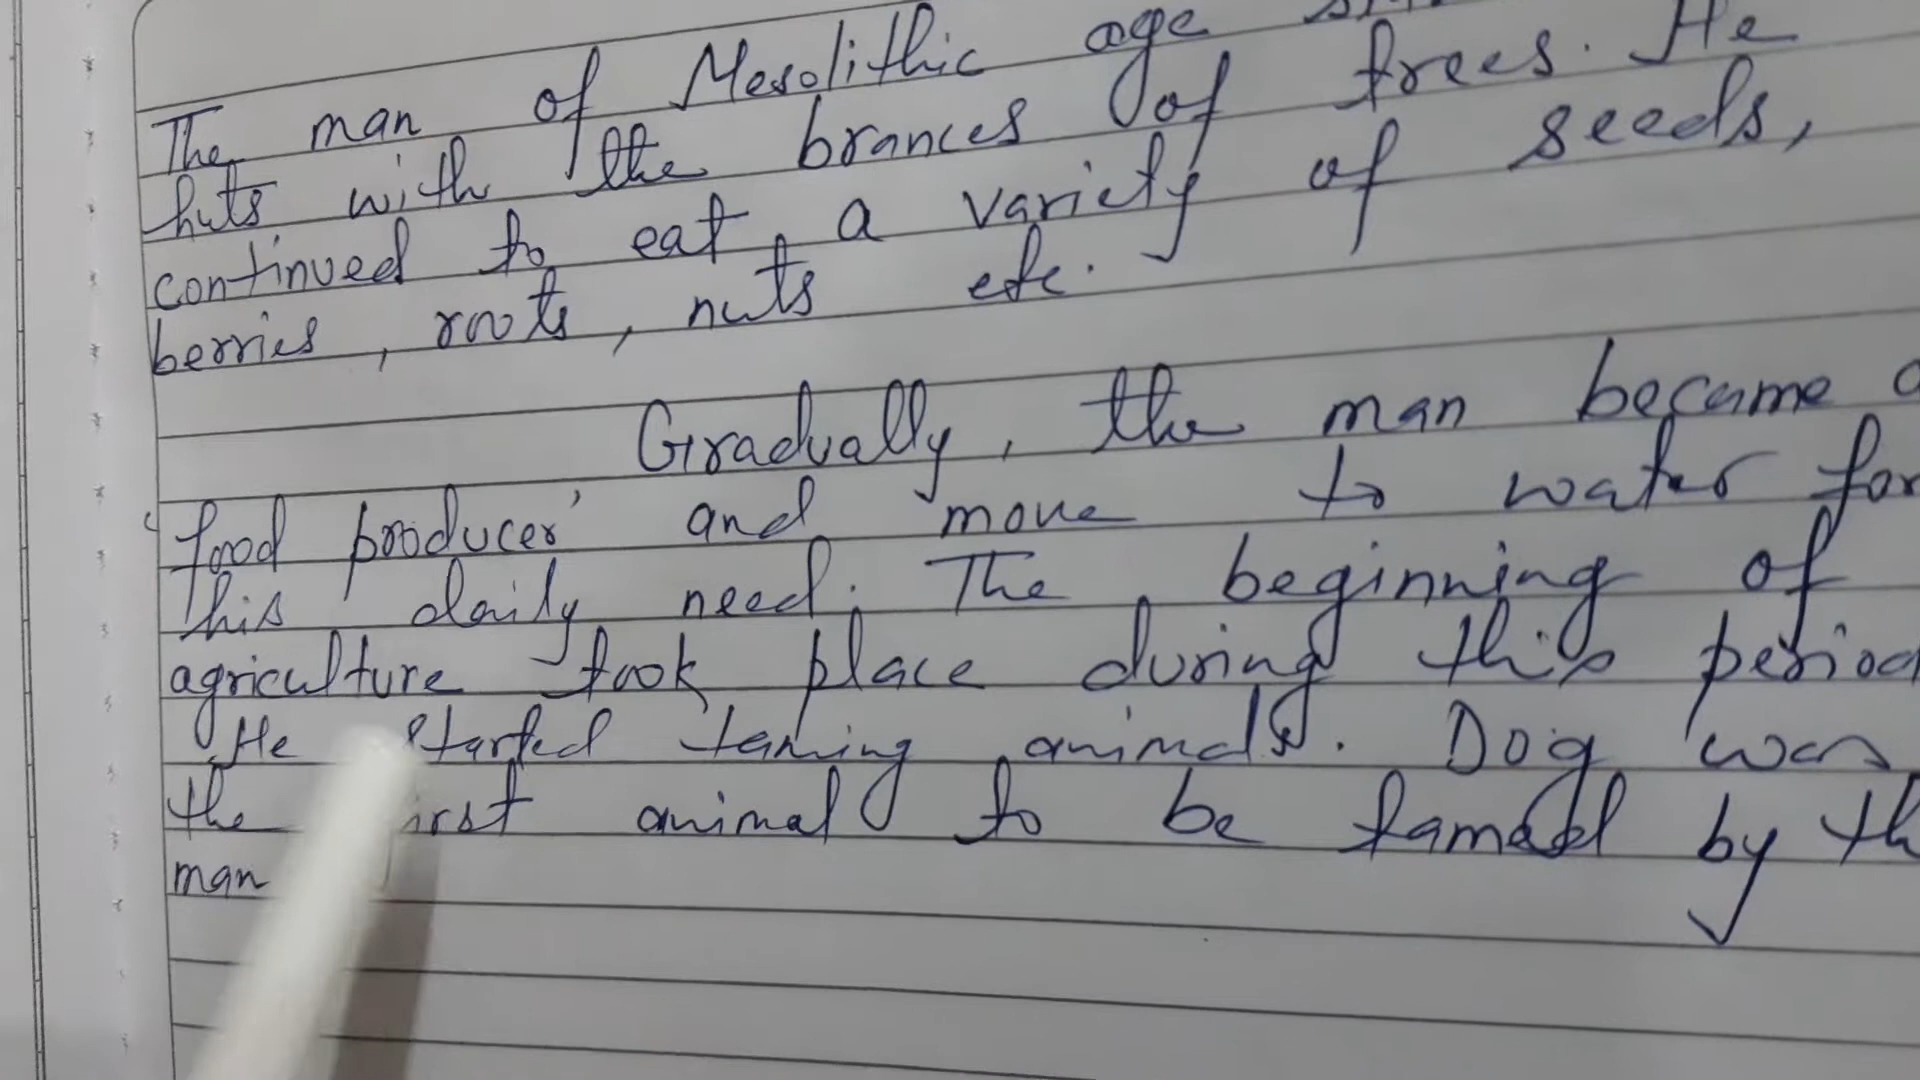 The man of Mesolithic age
huts with the brances of trees. He
continued to eat a variety of seeds,
berries, roots, nuts etc.
Gradually, the man became a
'food producer' and move to water for
his daily need. The beginning of
agriculture took place during this period
He started taming animals. Dog was
the first animal to be tamed by th
man